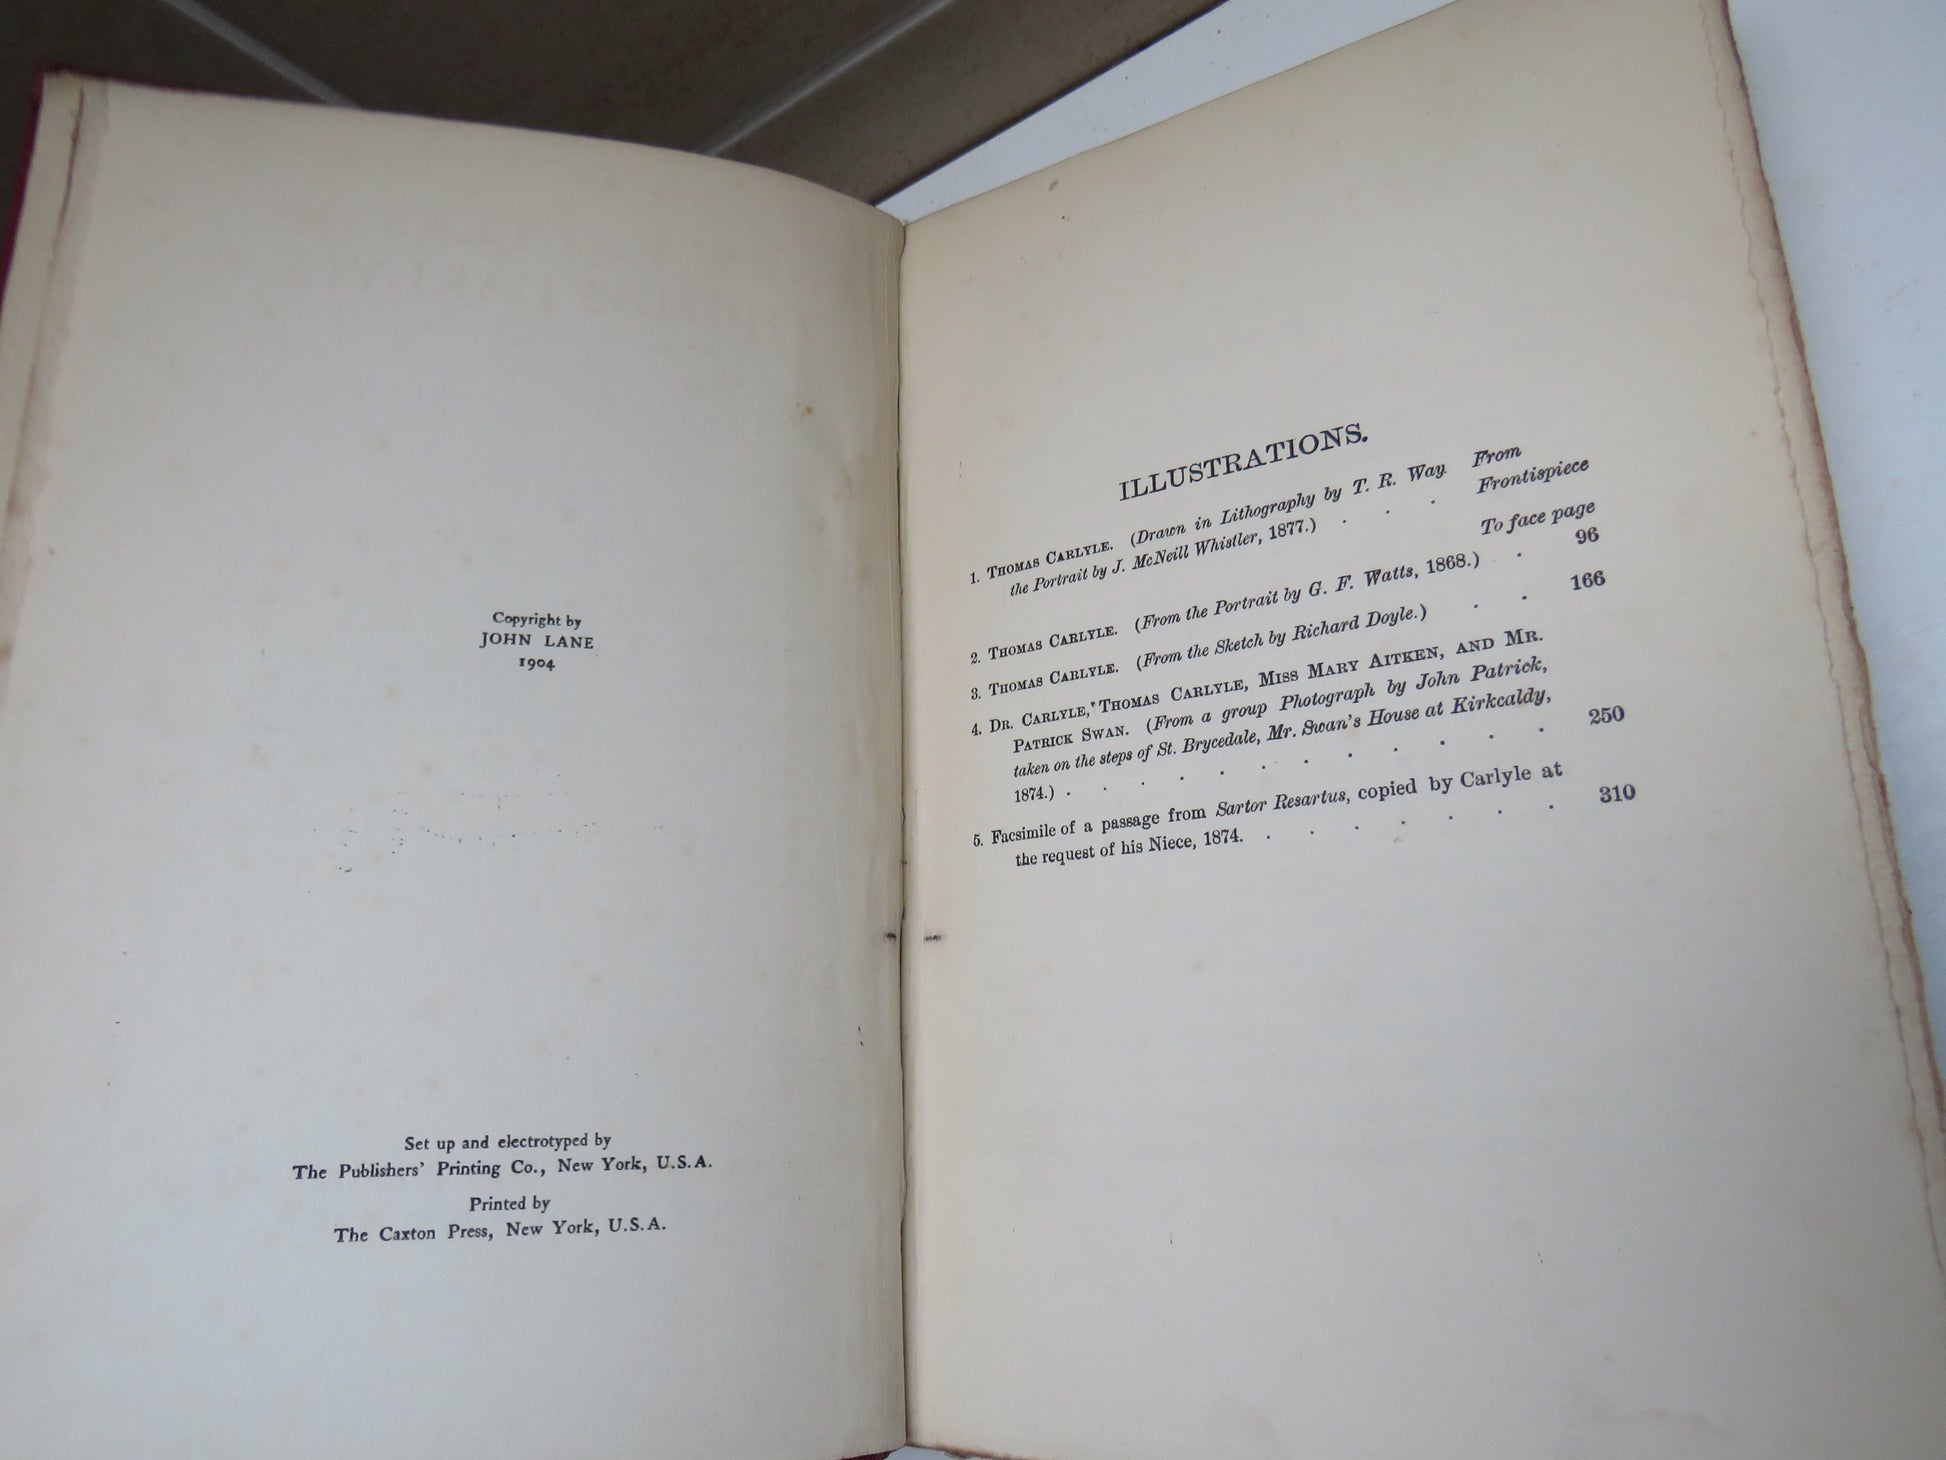 Copyright by
JOHN LANE
1904
Set up and electrotyped by
The Publishers' Printing Co., New York, U.S.A.
Printed by
The Caxton Press, New York, U.S.A.
ILLUSTRATIONS.
1. THOMAS CARLYLE. (Drawn in Lithography by T. R. Way From
the Portrait by J. McNeill Whistler, 1877.) . . . Frontispiece
To face page
2. THOMAS CARLYLE. (From the Portrait by G. F. Watts, 1868.) . 96
3. THOMAS CARLYLE. (From the Sketch by Richard Doyle.) . . 166
4. DR. CARLYLE, THOMAS CARLYLE, MISS MARY AITKEN, AND MR.
PATRICK SWAN. (From a group Photograph by John Patrick,
taken on the steps of St. Brycedale, Mr. Swan's House at Kirkcaldy,
1874.) . . . . . . . . . . . 250
5. Facsimile of a passage from Sartor Resartus, copied by Carlyle at
the request of his Niece, 1874. . . . . . . . 310